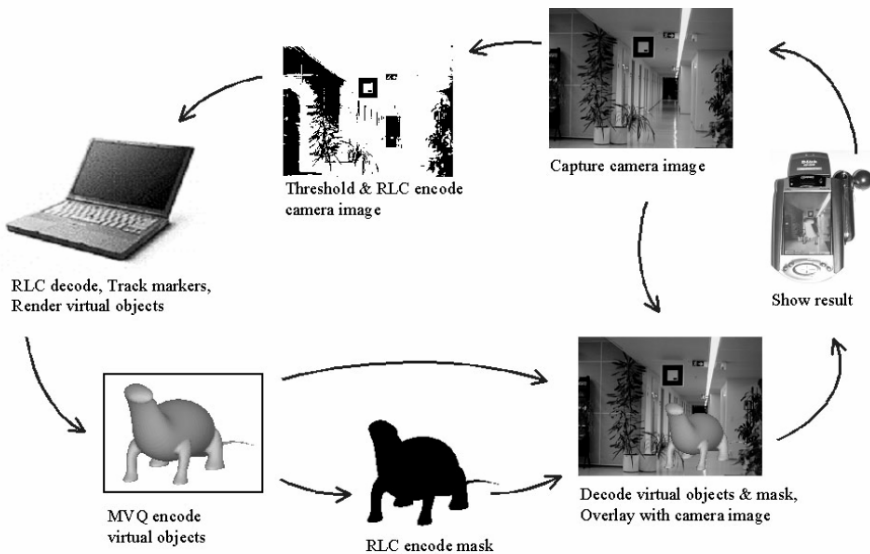 Capture camera image
Threshold & RLC encode
camera image
RLC decode, Track markers,
Render virtual objects
Show result
MVQ encode
virtual objects
RLC encode mask
Decode virtual objects & mask,
Overlay with camera image